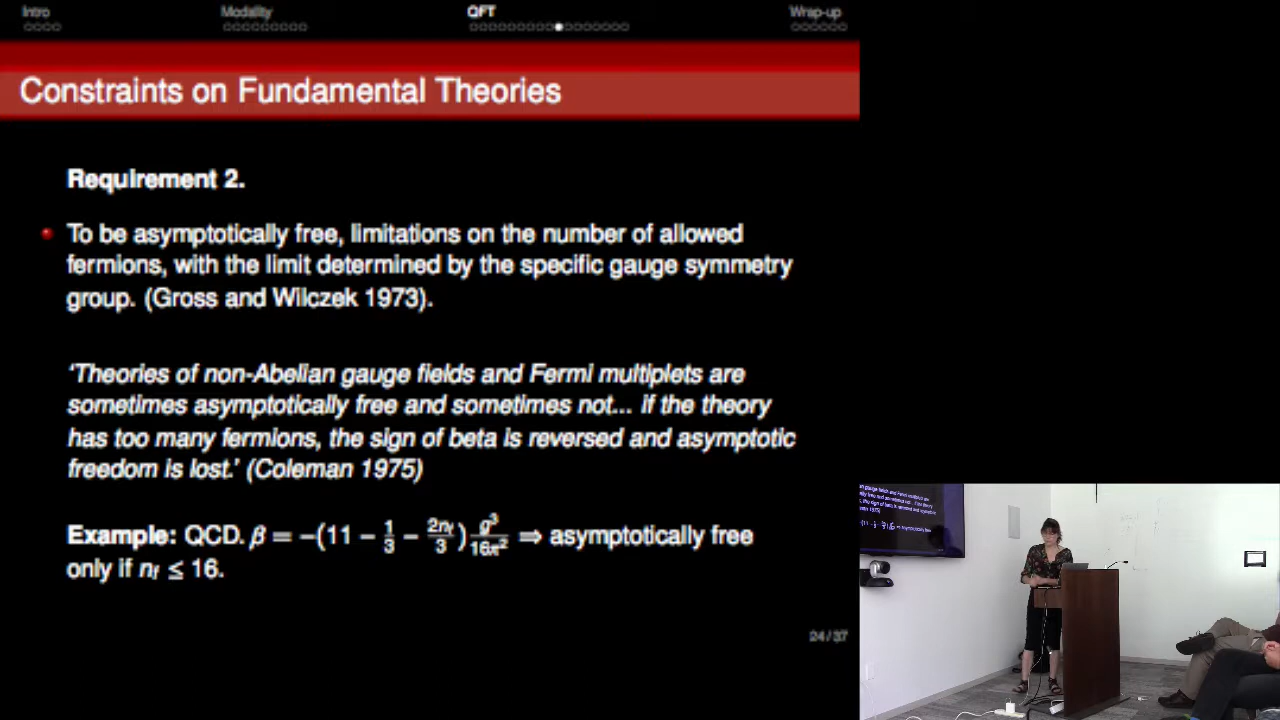 Intro
Modality
QFT
Wrap-up
Constraints on Fundamental Theories
Requirement 2.
To be asymptotically free, limitations on the number of allowed
fermions, with the limit determined by the specific gauge symmetry
group. (Gross and Wilczek 1973).
'Theories of non-Abelian gauge fields and Fermi multiplets are
sometimes asymptotically free and sometimes not... if the theory
has too many fermions, the sign of beta is reversed and asymptotic
freedom is lost.' (Coleman 1975)
Example: QCD. β = −(11 − 1/3 − 2n_f/3) g³/16π² ⇒ asymptotically free
only if n_f ≤ 16.
24/37